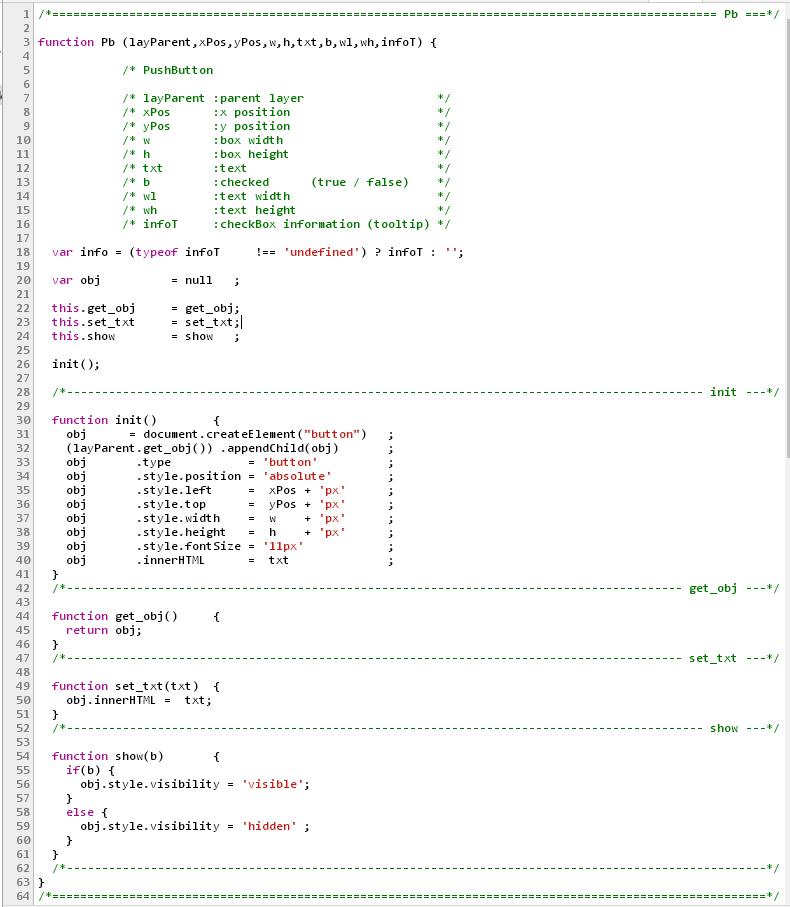 1 /*=============================================================================================== Pb ===*/
2
3 function Pb (layParent,xPos,yPos,w,h,txt,b,wl,wh,infoT) {
4
5             /* PushButton
6
7             /* layParent :parent layer                   */
8             /* xPos      :x position                     */
9             /* yPos      :y position                     */
10             /* w         :box width                      */
11             /* h         :box height                     */
12             /* txt       :text                           */
13             /* b         :checked      (true / false)    */
14             /* wl        :text width                     */
15             /* wh        :text height                    */
16             /* infoT     :checkBox information (tooltip) */
17
18   var info = (typeof infoT     !== 'undefined') ? infoT : '';
19
20   var obj          = null   ;
21
22   this.get_obj     = get_obj;
23   this.set_txt     = set_txt;
24   this.show        = show   ;
25
26   init();
27
28   /*------------------------------------------------------------------------------------------- init ---*/
29
30   function init()        {
31     obj      = document.createElement("button")   ;
32     (layParent.get_obj()) .appendChild(obj)       ;
33     obj       .type           = 'button'          ;
34     obj       .style.position = 'absolute'        ;
35     obj       .style.left     =  xPos + 'px'      ;
36     obj       .style.top      =  yPos + 'px'      ;
37     obj       .style.width    =  w    + 'px'      ;
38     obj       .style.height   =  h    + 'px'      ;
39     obj       .style.fontSize = '11px'            ;
40     obj       .innerHTML      =  txt              ;
41   }
42   /*---------------------------------------------------------------------------------------- get_obj ---*/
43
44   function get_obj()     {
45     return obj;
46   }
47   /*---------------------------------------------------------------------------------------- set_txt ---*/
48
49   function set_txt(txt)  {
50     obj.innerHTML =  txt;
51   }
52   /*------------------------------------------------------------------------------------------- show ---*/
53
54   function show(b)       {
55     if(b) {
56       obj.style.visibility = 'visible';
57     }
58     else {
59       obj.style.visibility = 'hidden' ;
60     }
61   }
62   /*----------------------------------------------------------------------------------------------------*/
63 }
64 /*======================================================================================================*/